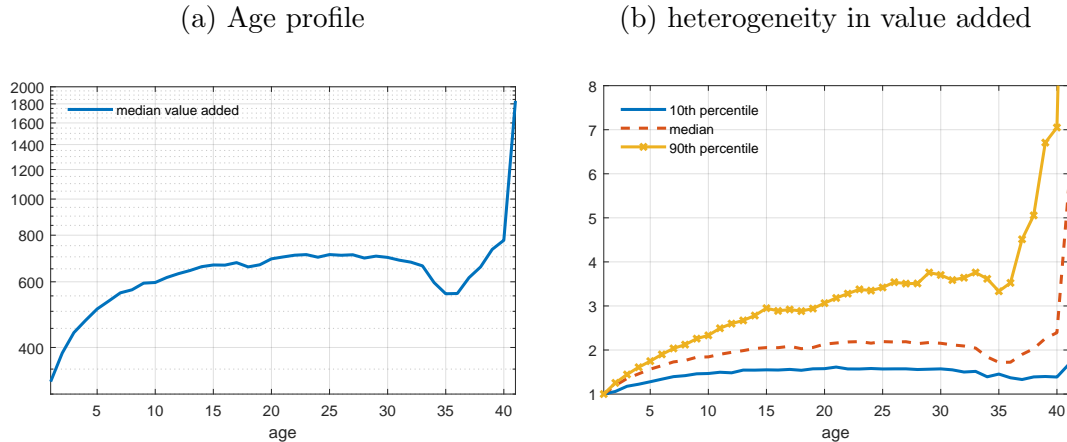 (a) Age profile
(b) heterogeneity in value added
2000
1800
1600
1400
1200
1000
800
600
400
median value added
5 10 15 20 25 30 35 40
age
8
7
6
5
4
3
2
1
10th percentile
median
90th percentile
5 10 15 20 25 30 35 40
age